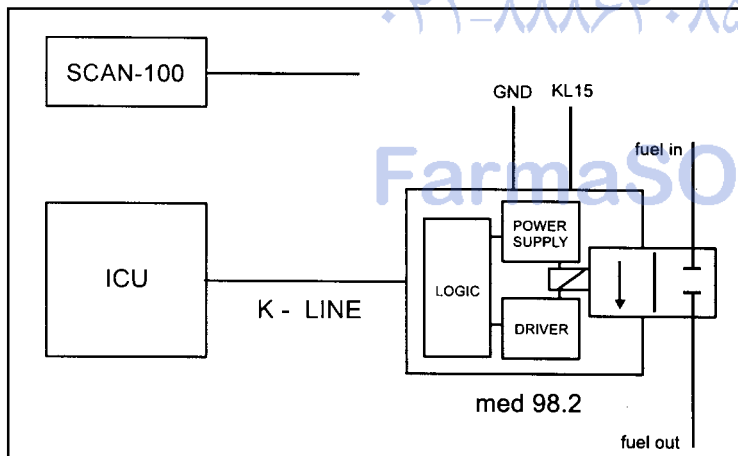 SCAN-100
GND KL15
fuel in
FarmaSO
POWER
SUPPLY
ICU
LOGIC
K - LINE
DRIVER
med 98.2
fuel out